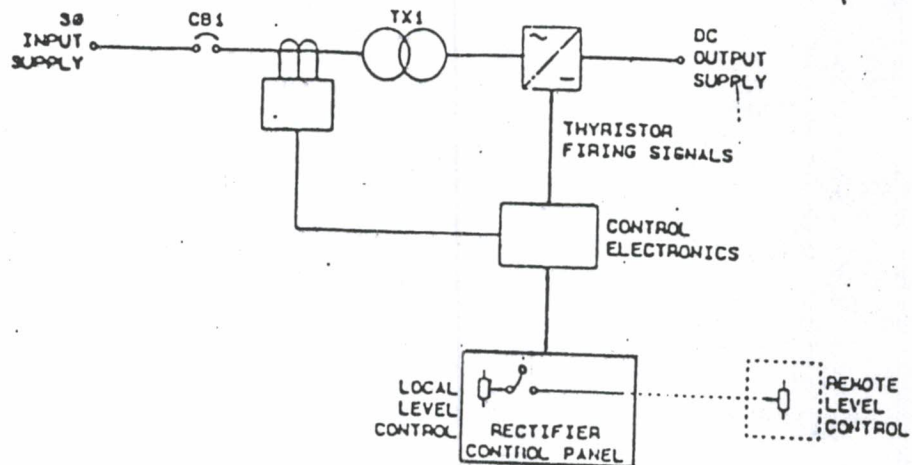 3Ø
INPUT
SUPPLY
CB1
TX1
~
–
DC
OUTPUT
SUPPLY
THYRISTOR
FIRING SIGNALS
CONTROL
ELECTRONICS
LOCAL
LEVEL
CONTROL
RECTIFIER
CONTROL PANEL
REMOTE
LEVEL
CONTROL